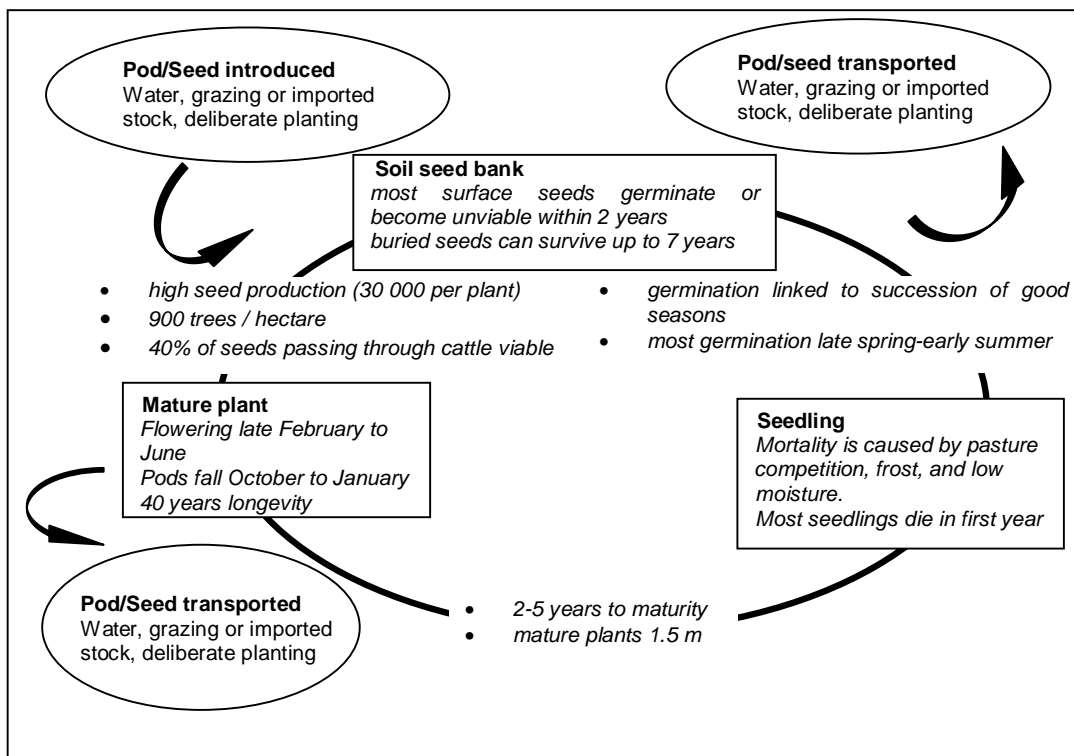 Pod/Seed introduced
Water, grazing or imported
stock, deliberate planting
Pod/seed transported
Water, grazing or imported
stock, deliberate planting
Soil seed bank
most surface seeds germinate or
become unviable within 2 years
buried seeds can survive up to 7 years
• high seed production (30 000 per plant)
• 900 trees / hectare
• 40% of seeds passing through cattle viable
• germination linked to succession of good
seasons
• most germination late spring-early summer
Mature plant
Flowering late February to
June
Pods fall October to January
40 years longevity
Seedling
Mortality is caused by pasture
competition, frost, and low
moisture.
Most seedlings die in first year
Pod/Seed transported
Water, grazing or imported
stock, deliberate planting
• 2-5 years to maturity
• mature plants 1.5 m